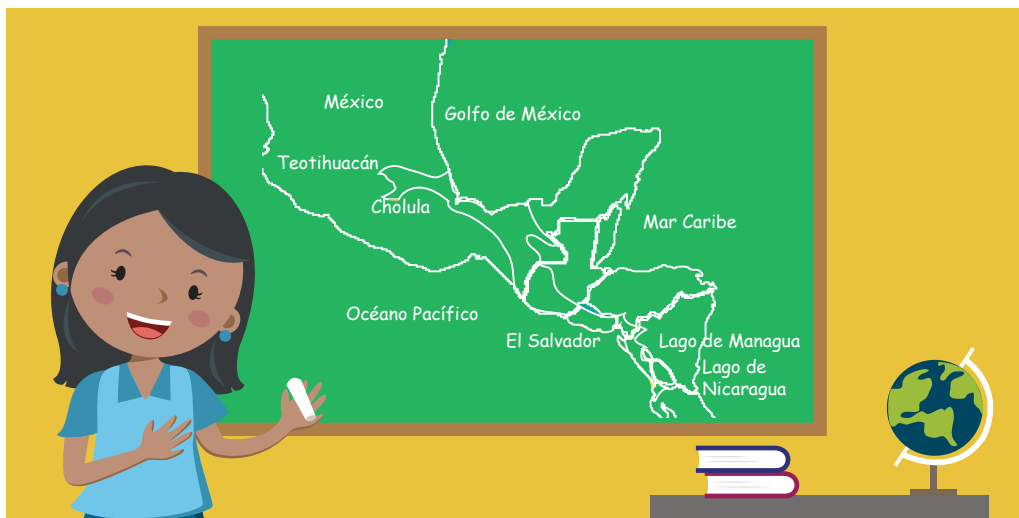 México
Golfo de México
Teotihuacán
Cholula
Mar Caribe
Océano Pacífico
El Salvador
Lago de Managua
Lago de
Nicaragua